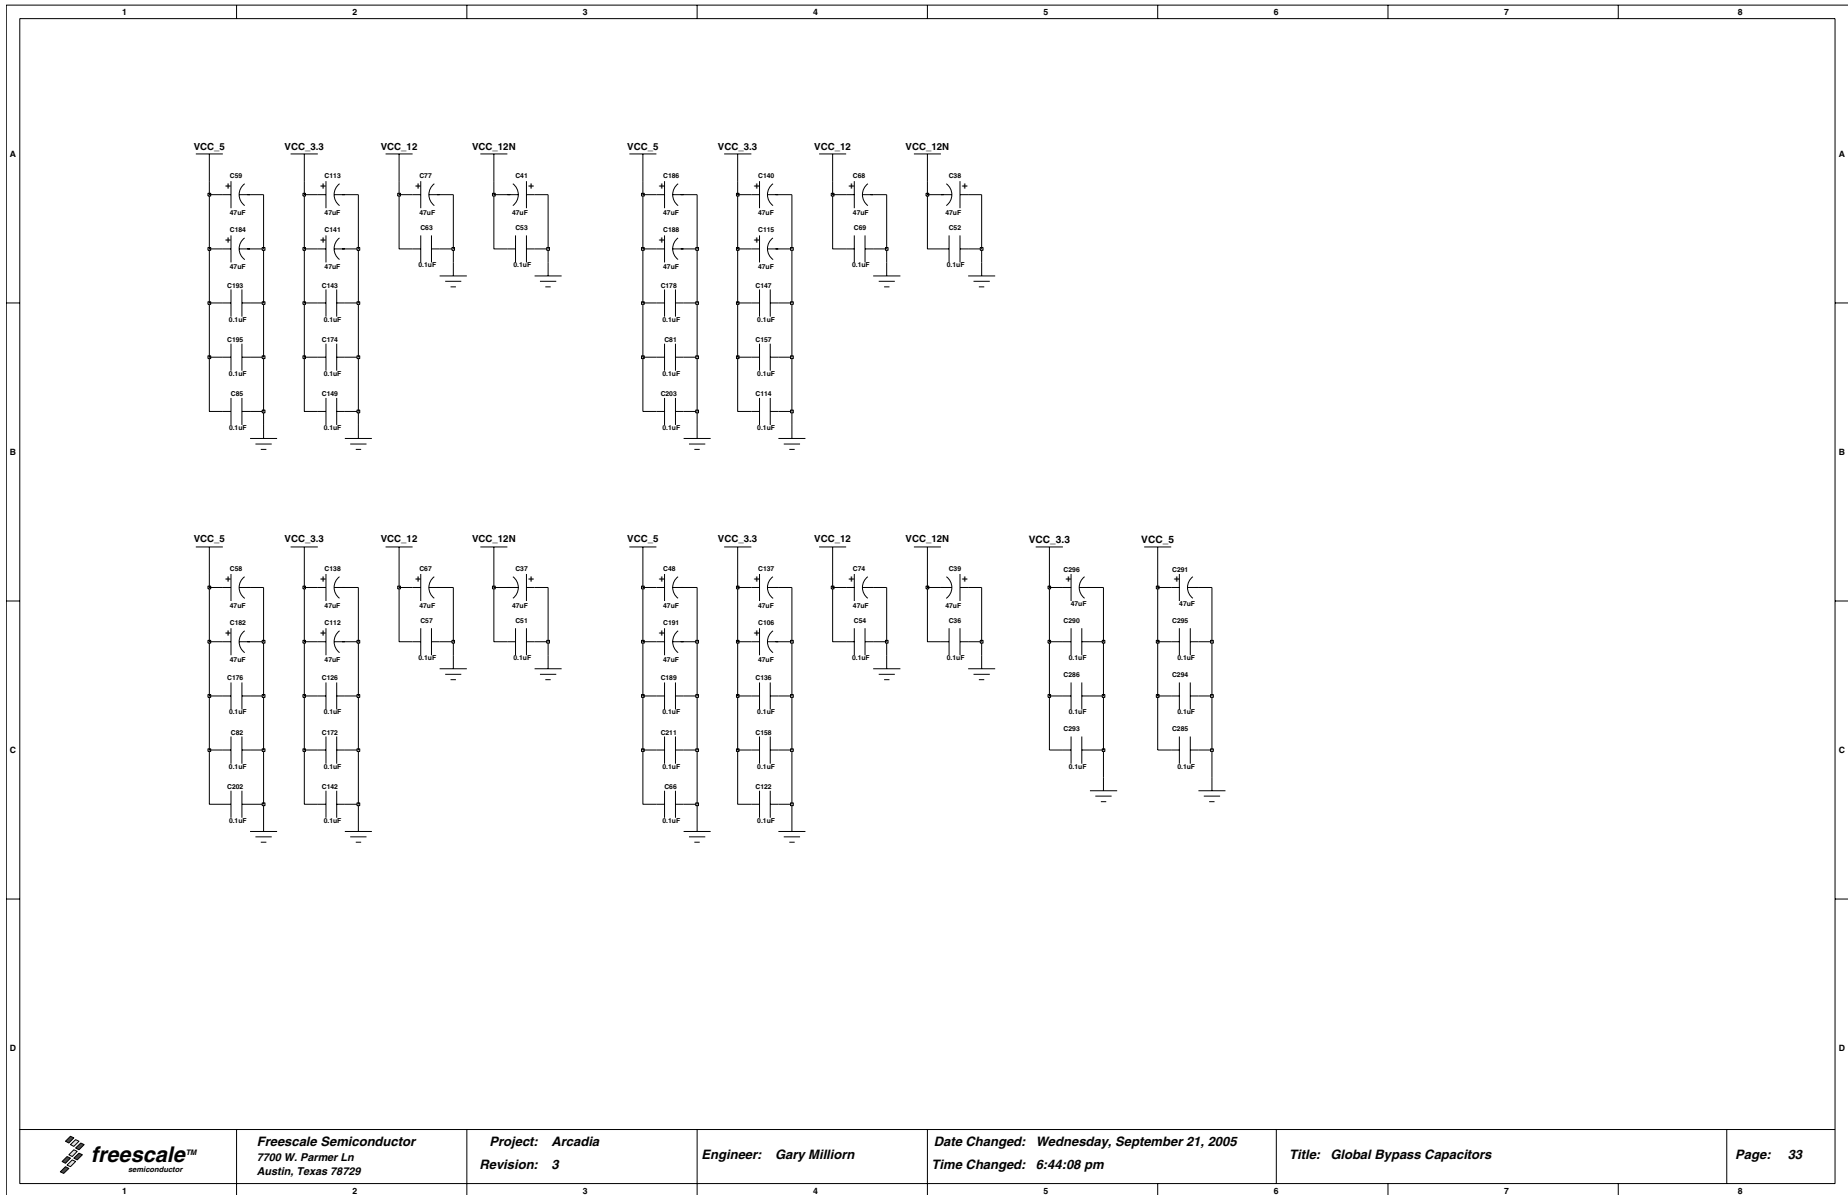 1 2 3 4 5 6 7 8
A A
VCC_5 VCC_3.3 VCC_12 VCC_12N VCC_5 VCC_3.3 VCC_12 VCC_12N
C59 C113 C77 C41 C186 C140 C68 C38
+ + + + + + + +
47uF 47uF 47uF 47uF 47uF 47uF 47uF 47uF
C184 C141 C63 C53 C188 C115 C69 C52
+ + + +
47uF 47uF 0.1uF 0.1uF 47uF 47uF 0.1uF 0.1uF
C193 C143 C178 C147
0.1uF 0.1uF 0.1uF 0.1uF
C195 C174 C81 C157
0.1uF 0.1uF 0.1uF 0.1uF
C85 C149 C203 C114
0.1uF 0.1uF 0.1uF 0.1uF
B B
VCC_5 VCC_3.3 VCC_12 VCC_12N VCC_5 VCC_3.3 VCC_12 VCC_12N VCC_3.3 VCC_5
C58 C138 C67 C37 C48 C137 C74 C39 C296 C291
+ + + + + + + + + +
47uF 47uF 47uF 47uF 47uF 47uF 47uF 47uF 47uF 47uF
C182 C112 C57 C51 C191 C106 C54 C36 C290 C295
+ + + +
47uF 47uF 0.1uF 0.1uF 47uF 47uF 0.1uF 0.1uF 0.1uF 0.1uF
C176 C126 C189 C136 C286 C294
0.1uF 0.1uF 0.1uF 0.1uF 0.1uF 0.1uF
C82 C172 C211 C158 C293 C285
0.1uF 0.1uF 0.1uF 0.1uF 0.1uF 0.1uF
C C
C202 C142 C66 C122
0.1uF 0.1uF 0.1uF 0.1uF
D D
freescale™
semiconductor
Freescale Semiconductor
7700 W. Parmer Ln
Austin, Texas 78729
Project: Arcadia
Revision: 3
Engineer: Gary Milliorn
Date Changed: Wednesday, September 21, 2005
Time Changed: 6:44:08 pm
Title: Global Bypass Capacitors
Page: 33
1 2 3 4 5 6 7 8